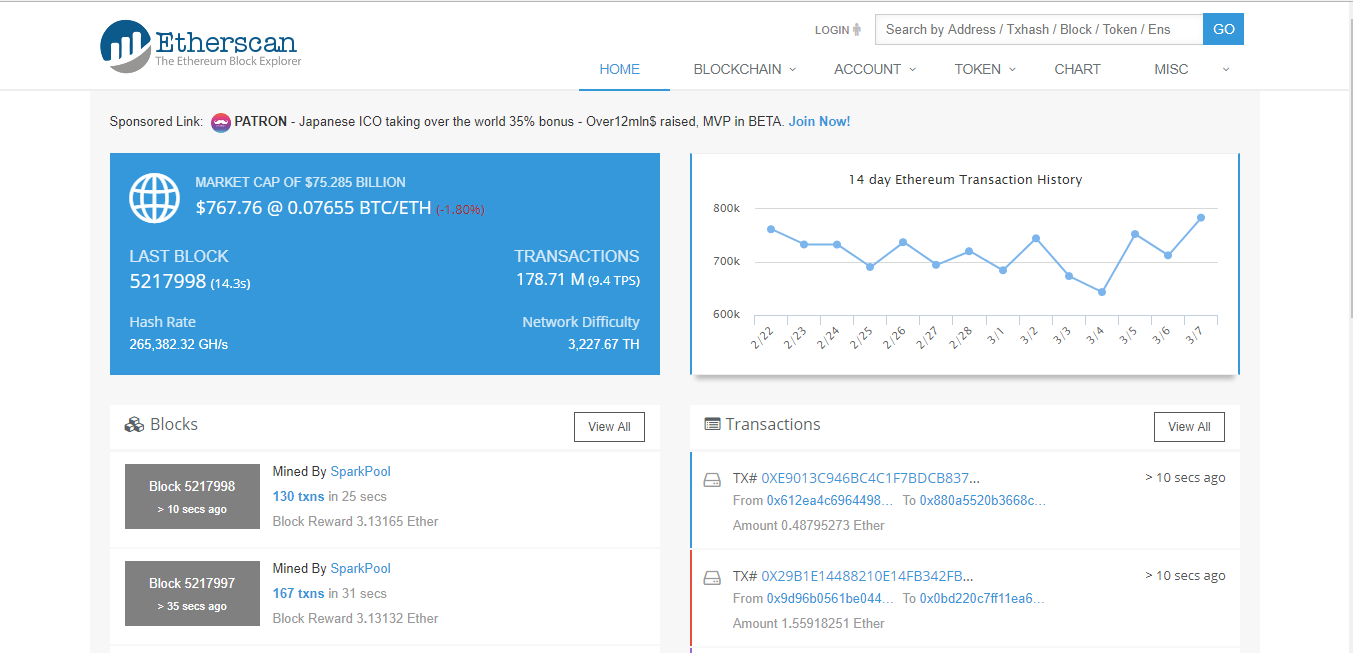 Etherscan
The Ethereum Block Explorer
LOGIN
Search by Address / Txhash / Block / Token / Ens
GO
HOME BLOCKCHAIN ACCOUNT TOKEN CHART MISC
Sponsored Link: PATRON - Japanese ICO taking over the world 35% bonus - Over12mln$ raised, MVP in BETA. Join Now!
MARKET CAP OF $75.285 BILLION
$767.76 @ 0.07655 BTC/ETH (-1.80%)
LAST BLOCK
5217998 (14.3s)
TRANSACTIONS
178.71 M (9.4 TPS)
Hash Rate
265,382.32 GH/s
Network Difficulty
3,227.67 TH
14 day Ethereum Transaction History
800k
700k
600k
2/22 2/23 2/24 2/25 2/26 2/27 2/28 3/1 3/2 3/3 3/4 3/5 3/6 3/7
Blocks
View All
Block 5217998
> 10 secs ago
Mined By SparkPool
130 txns in 25 secs
Block Reward 3.13165 Ether
Block 5217997
> 35 secs ago
Mined By SparkPool
167 txns in 31 secs
Block Reward 3.13132 Ether
Transactions
View All
TX# 0XE9013C946BC4C1F7BDCB837...
> 10 secs ago
From 0x612ea4c6964498... To 0x880a5520b3668c...
Amount 0.48795273 Ether
TX# 0X29B1E14488210E14FB342FB...
> 10 secs ago
From 0x9d96b0561be044... To 0x0bd220c7ff11ea6...
Amount 1.55918251 Ether